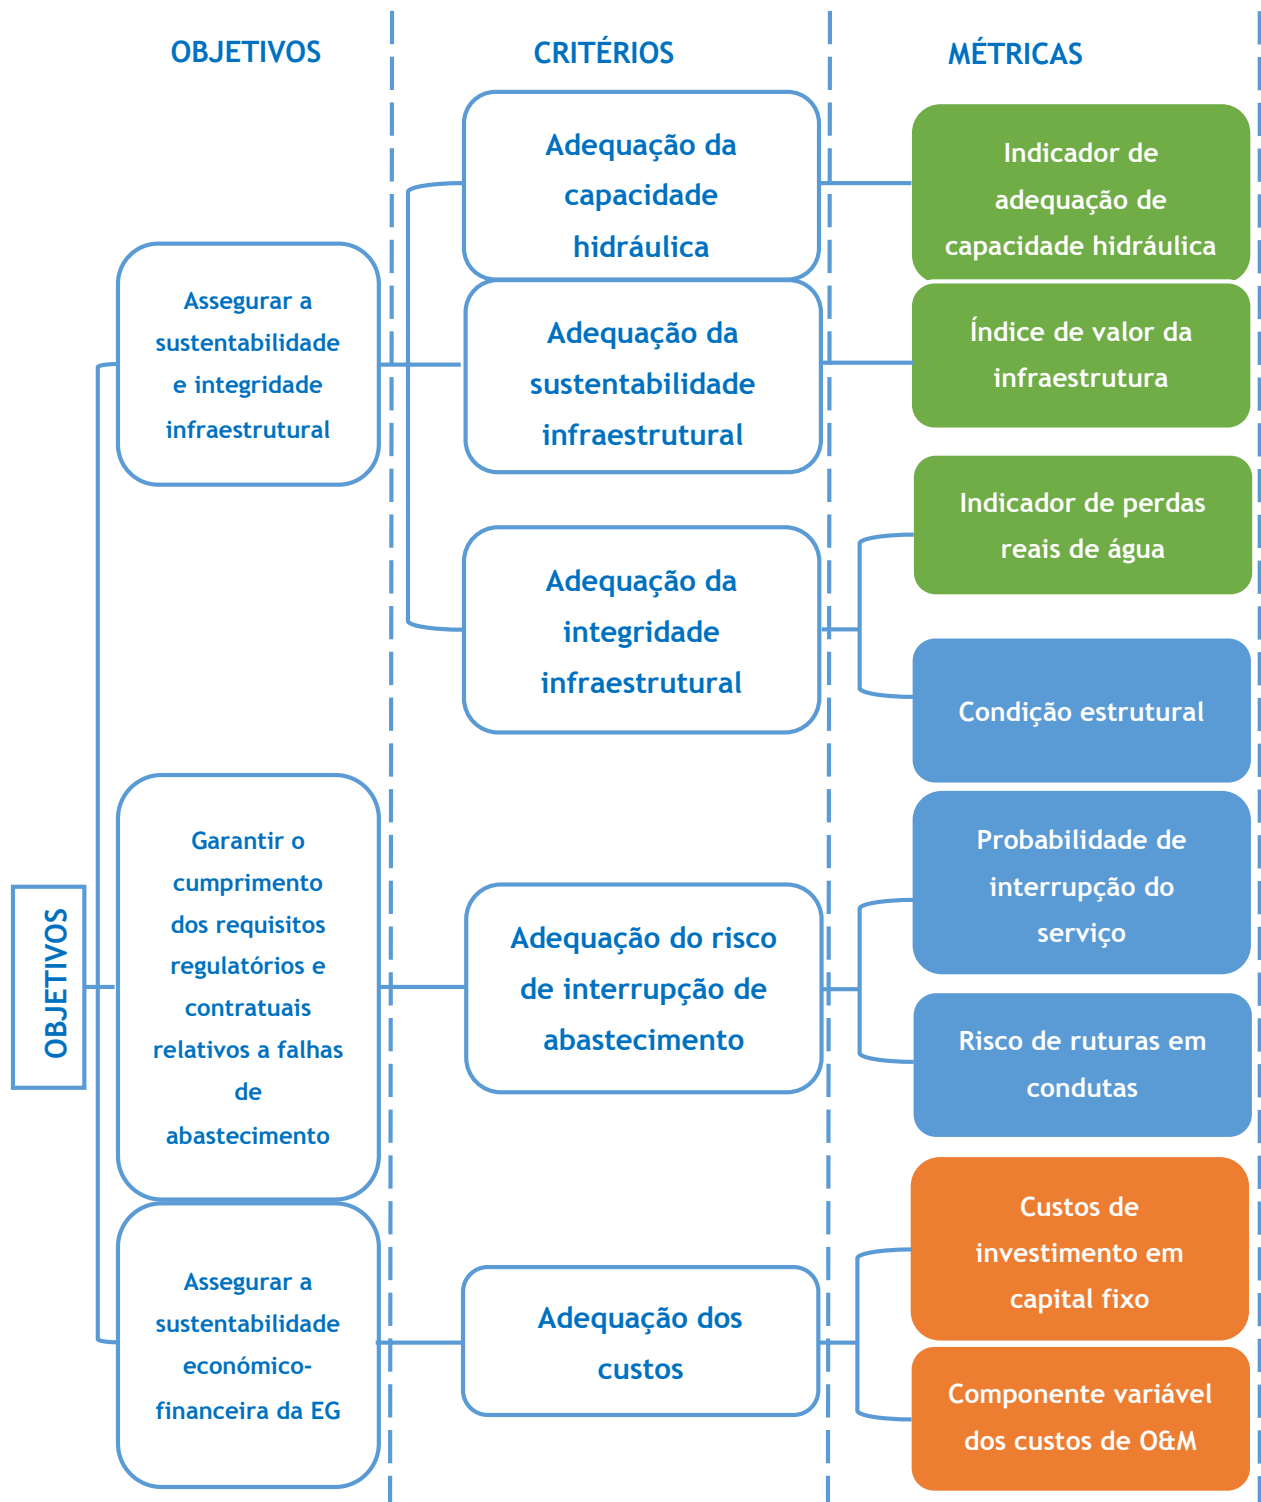 OBJETIVOS
CRITÉRIOS
MÉTRICAS
OBJETIVOS
Assegurar a
sustentabilidade
e integridade
infraestrutural
Adequação da
capacidade
hidráulica
Indicador de
adequação de
capacidade hidráulica
Adequação da
sustentabilidade
infraestrutural
Índice de valor da
infraestrutura
Adequação da
integridade
infraestrutural
Indicador de perdas
reais de água
Condição estrutural
Garantir o
cumprimento
dos requisitos
regulatórios e
contratuais
relativos a falhas
de
abastecimento
Adequação do risco
de interrupção de
abastecimento
Probabilidade de
interrupção do
serviço
Risco de ruturas em
condutas
Assegurar a
sustentabilidade
económico-
financeira da EG
Adequação dos
custos
Custos de
investimento em
capital fixo
Componente variável
dos custos de O&M